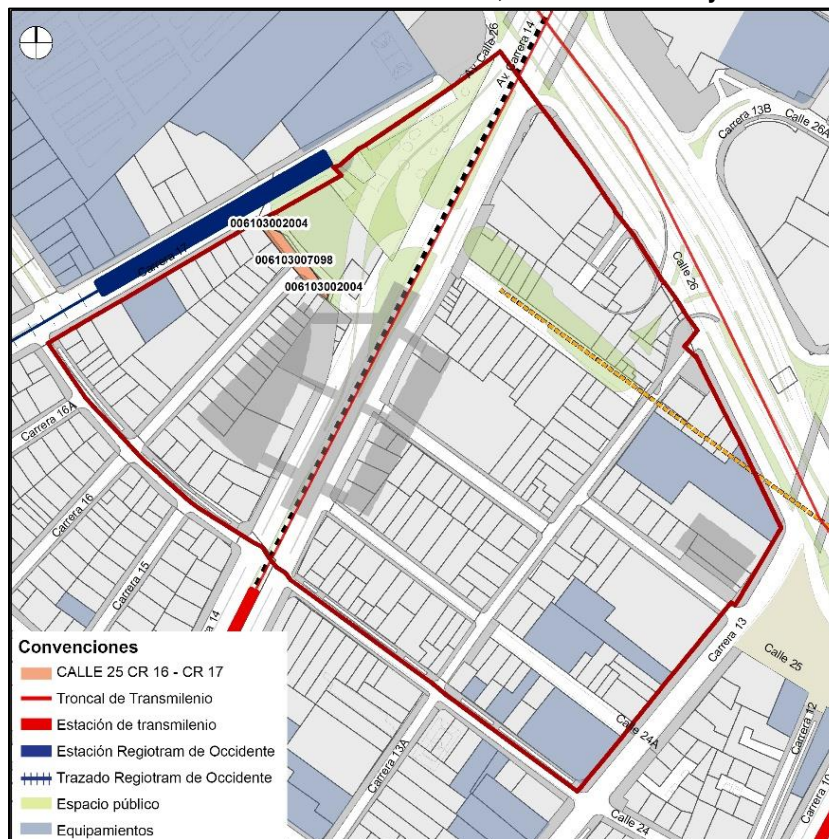 Av. Calle 26
Av. Carrera 14
Carrera 13B
Calle 26A
006103002004
006103007098
006103002004
Carrera 17
Calle 26
Carrera 16A
Carrera 16
Carrera 15
Carrera 13
Calle 25
Carrera 12
Calle 24A
Carrera 13A
Calle 24
Convenciones
CALLE 25 CR 16 - CR 17
Troncal de Transmilenio
Estación de transmilenio
Estación Regiotram de Occidente
Trazado Regiotram de Occidente
Espacio público
Equipamientos